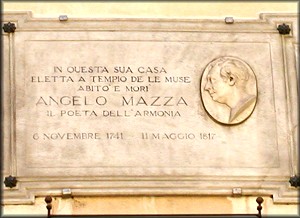 IN QUESTA SUA CASA
ELETTA A TEMPIO DE LE MUSE
ABITÒ E MORÌ
ANGELO MAZZA
IL POETA DELL'ARMONIA
6 NOVEMBRE 1741 - 11 MAGGIO 1817